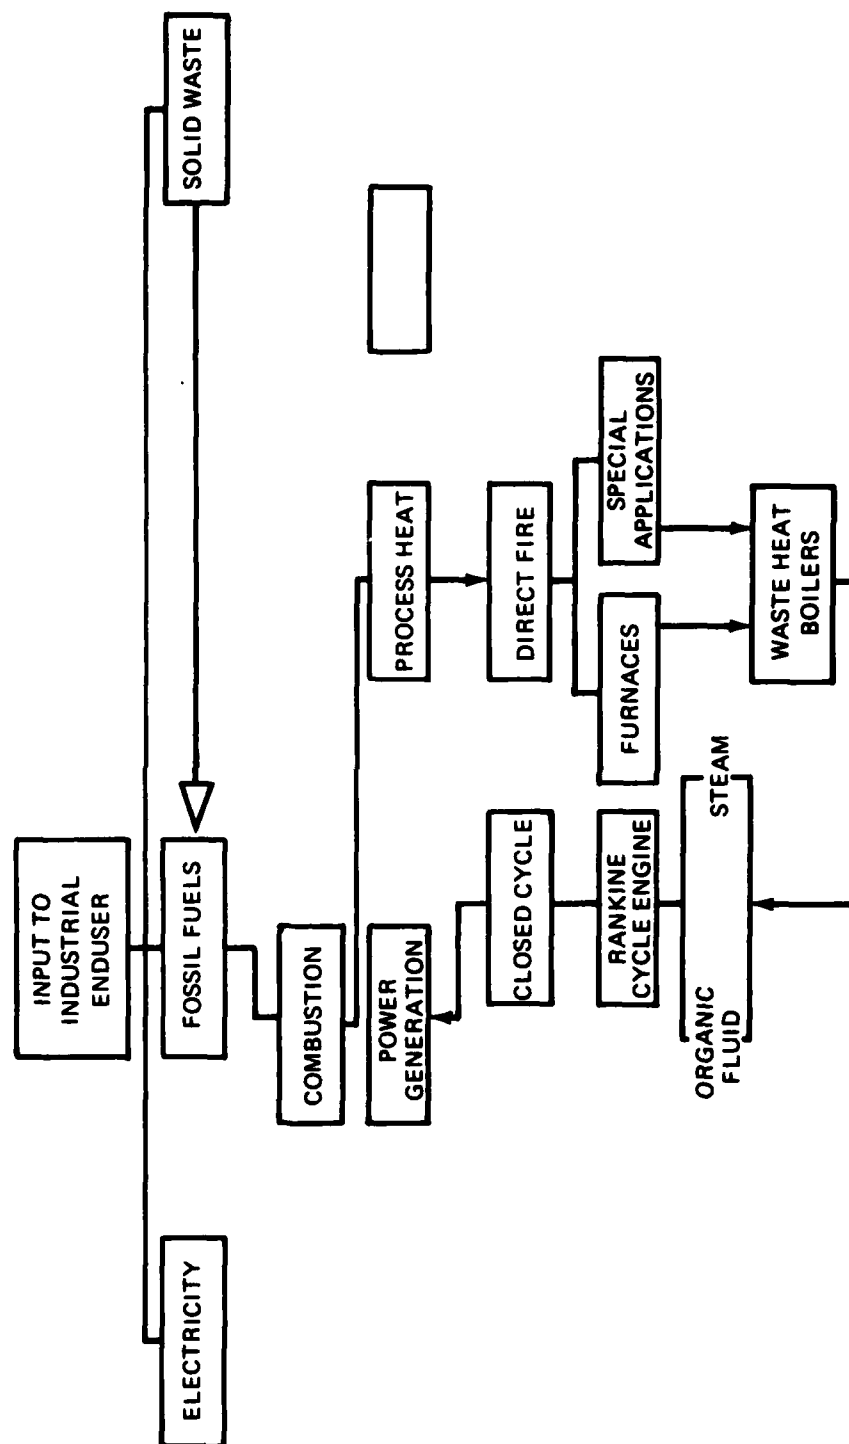 INPUT TO
INDUSTRIAL
ENDUSER
ELECTRICITY
FOSSIL FUELS
SOLID WASTE
COMBUSTION
POWER
GENERATION
PROCESS HEAT
CLOSED CYCLE
DIRECT FIRE
RANKINE
CYCLE ENGINE
FURNACES
SPECIAL
APPLICATIONS
ORGANIC
FLUID
STEAM
WASTE HEAT
BOILERS